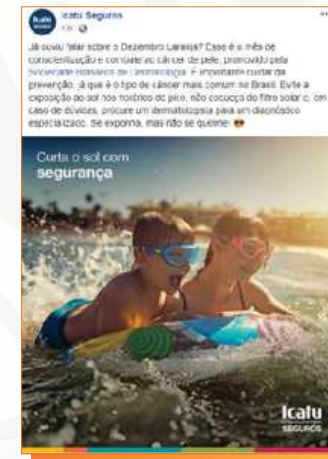 Icatu Seguros
Já ouviu falar sobre o Dezembro Laranja? Esse é o mês de
conscientização e combate ao câncer de pele, promovido pela
Sociedade Brasileira de Dermatologia. É importante cuidar da
prevenção, já que é o tipo de câncer mais comum no Brasil. Evite a
exposição ao sol nos horários de pico, não esqueça do filtro solar e, em
caso de dúvidas, procure um dermatologista para um diagnóstico
especializado. Se exponha, mas não se queime!
Curta o sol com
segurança
Icatu
SEGUROS